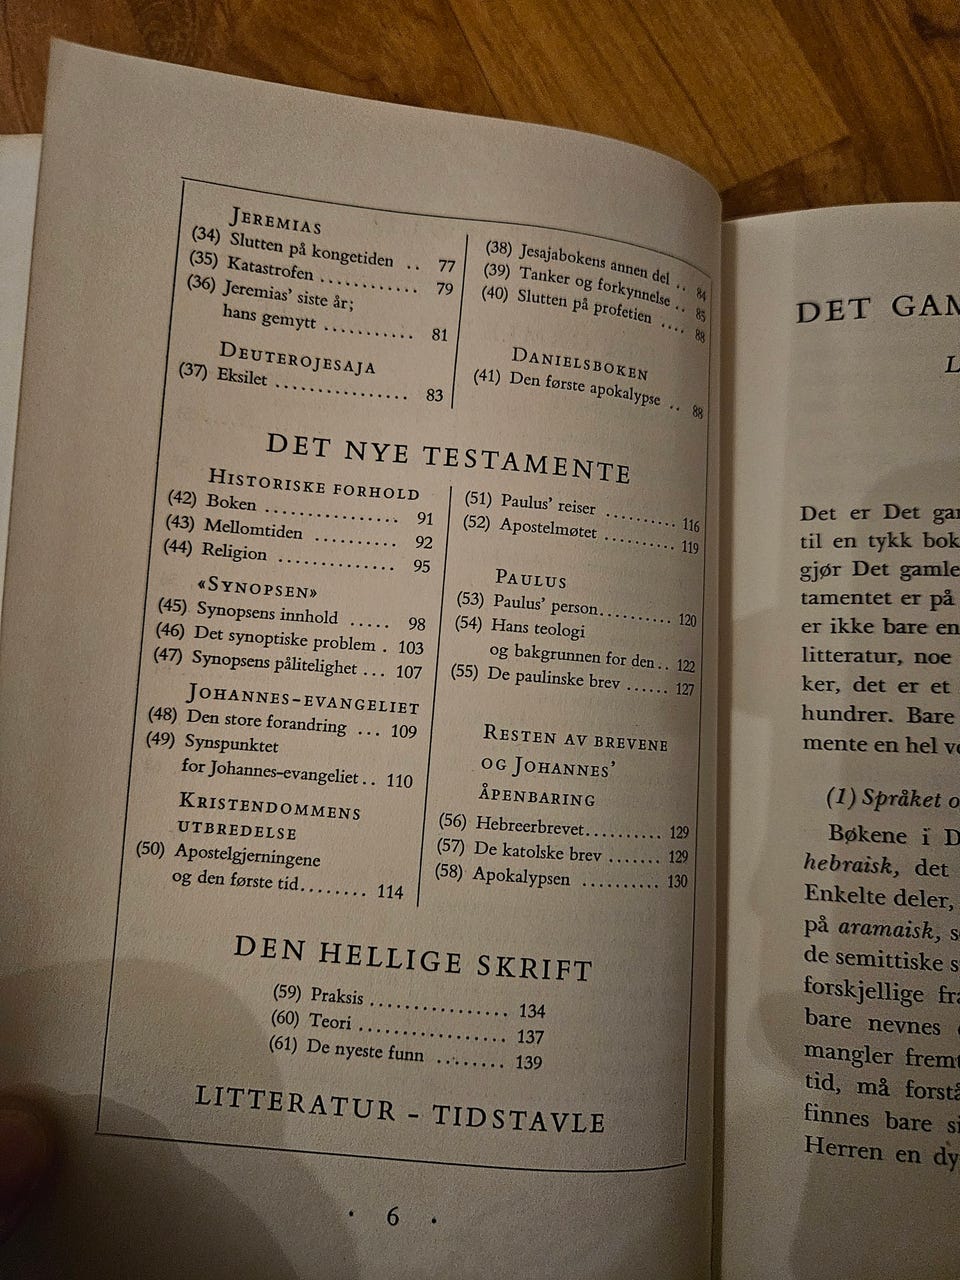 JEREMIAS
(34) Slutten på kongetiden .. 77
(35) Katastrofen ............ 79
(36) Jeremias' siste år;
hans gemytt ........... 81
DEUTEROJESAJA
(37) Eksilet ................ 83
(38) Jesajabokens annen del .. 84
(39) Tanker og forkynnelse .. 85
(40) Slutten på profetien .... 88
DANIELSBOKEN
(41) Den første apokalypse .. 88
DET NYE TESTAMENTE
HISTORISKE FORHOLD
(42) Boken ................ 91
(43) Mellomtiden .......... 92
(44) Religion ............. 95
«SYNOPSEN»
(45) Synopsens innhold ..... 98
(46) Det synoptiske problem . 103
(47) Synopsens pålitelighet ... 107
JOHANNES-EVANGELIET
(48) Den store forandring ... 109
(49) Synspunktet
for Johannes-evangeliet.. 110
KRISTENDOMMENS
UTBREDELSE
(50) Apostelgjerningene
og den første tid........ 114
(51) Paulus' reiser .......... 116
(52) Apostelmøtet ........... 119
PAULUS
(53) Paulus' person........... 120
(54) Hans teologi
og bakgrunnen for den.. 122
(55) De paulinske brev ...... 127
RESTEN AV BREVENE
OG JOHANNES'
ÅPENBARING
(56) Hebreerbrevet.......... 129
(57) De katolske brev ....... 129
(58) Apokalypsen .......... 130
DEN HELLIGE SKRIFT
(59) Praksis ................ 134
(60) Teori .................. 137
(61) De nyeste funn ........ 139
LITTERATUR – TIDSTAVLE
· 6 ·
DET GAM
L
Det er Det gam
til en tykk bok
gjør Det gamle
tamentet er på
er ikke bare en
litteratur, noe
ker, det er et
hundrer. Bare
mente en hel ve
(1) Språket o
Bøkene i D
hebraisk, det
Enkelte deler,
på aramaisk, s
de semittiske s
forskjellige fra
bare nevnes
mangler fremt
tid, må forstå
finnes bare si
Herren en dy